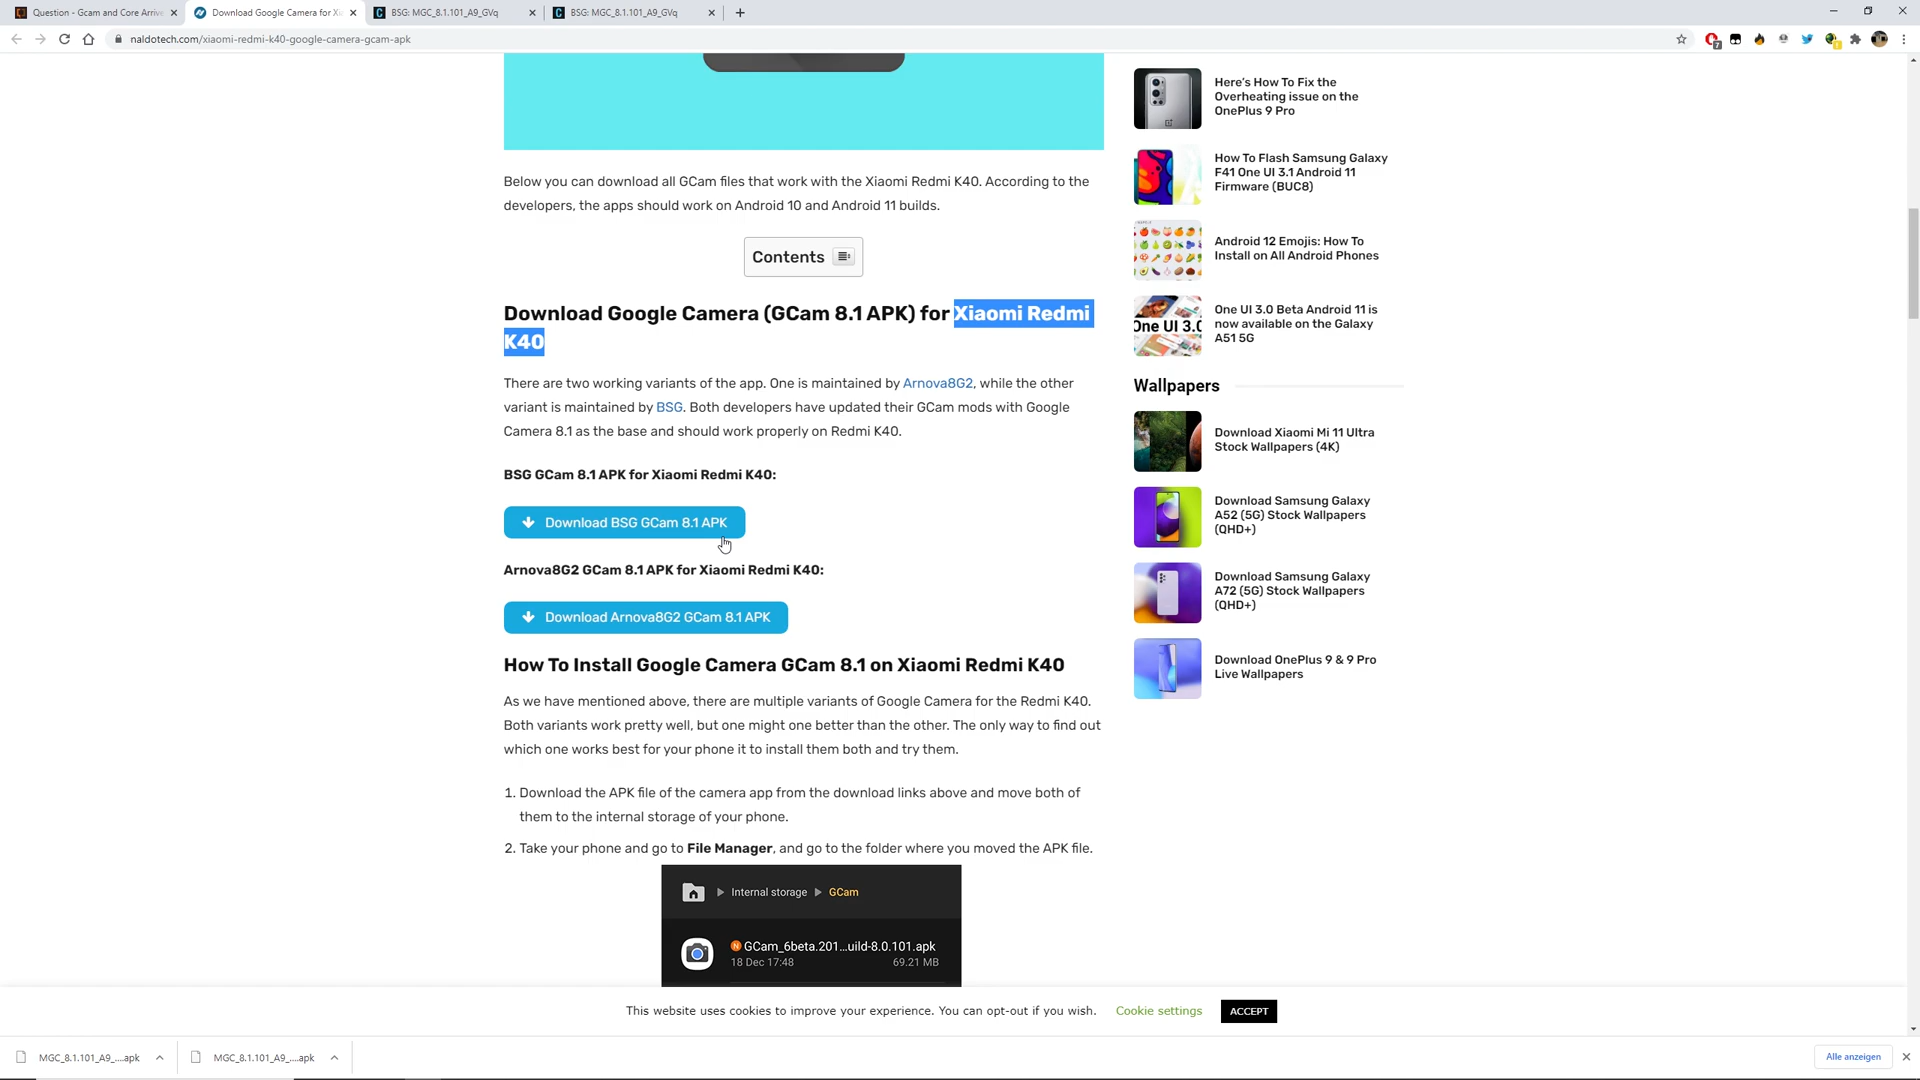 Question - Gcam and Core Arrive
Download Google Camera for Xi
BSG: MGC_8.1.101_A9_GVq
BSG: MGC_8.1.101_A9_GVq
naldotech.com/xiaomi-redmi-k40-google-camera-gcam-apk
Below you can download all GCam files that work with the Xiaomi Redmi K40. According to the
developers, the apps should work on Android 10 and Android 11 builds.
Contents
Download Google Camera (GCam 8.1 APK) for Xiaomi Redmi
K40
There are two working variants of the app. One is maintained by Arnova8G2, while the other
variant is maintained by BSG. Both developers have updated their GCam mods with Google
Camera 8.1 as the base and should work properly on Redmi K40.
BSG GCam 8.1 APK for Xiaomi Redmi K40:
Download BSG GCam 8.1 APK
Arnova8G2 GCam 8.1 APK for Xiaomi Redmi K40:
Download Arnova8G2 GCam 8.1 APK
How To Install Google Camera GCam 8.1 on Xiaomi Redmi K40
As we have mentioned above, there are multiple variants of Google Camera for the Redmi K40.
Both variants work pretty well, but one might one better than the other. The only way to find out
which one works best for your phone it to install them both and try them.
1. Download the APK file of the camera app from the download links above and move both of
them to the internal storage of your phone.
2. Take your phone and go to File Manager, and go to the folder where you moved the APK file.
Internal storage GCam
N GCam_6beta.201...uild-8.0.101.apk
18 Dec 17:48 69.21 MB
Here's How To Fix the
Overheating issue on the
OnePlus 9 Pro
How To Flash Samsung Galaxy
F41 One UI 3.1 Android 11
Firmware (BUC8)
Android 12 Emojis: How To
Install on All Android Phones
One UI 3.0
One UI 3.0 Beta Android 11 is
now available on the Galaxy
A51 5G
Wallpapers
Download Xiaomi Mi 11 Ultra
Stock Wallpapers (4K)
Download Samsung Galaxy
A52 (5G) Stock Wallpapers
(QHD+)
Download Samsung Galaxy
A72 (5G) Stock Wallpapers
(QHD+)
Download OnePlus 9 & 9 Pro
Live Wallpapers
This website uses cookies to improve your experience. You can opt-out if you wish. Cookie settings ACCEPT
MGC_8.1.101_A9_....apk
MGC_8.1.101_A9_....apk
Alle anzeigen